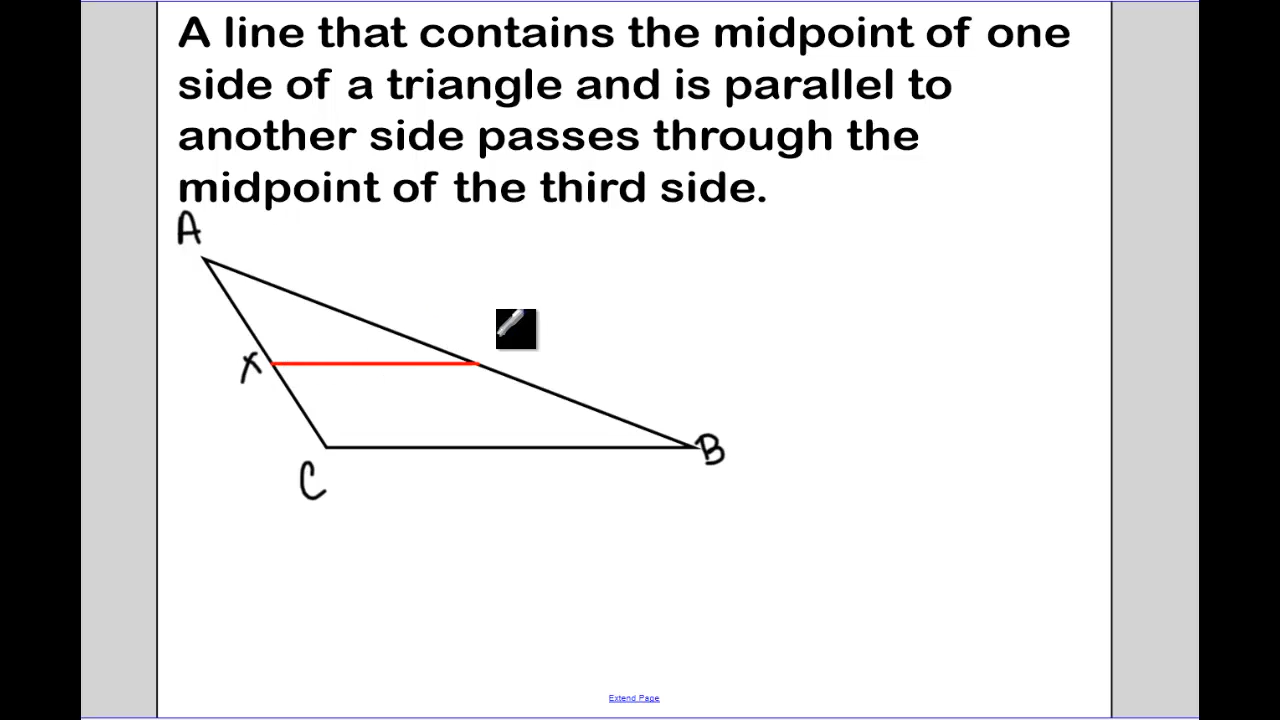 A line that contains the midpoint of one
side of a triangle and is parallel to
another side passes through the
midpoint of the third side.
A
X
B
C
Extend Page